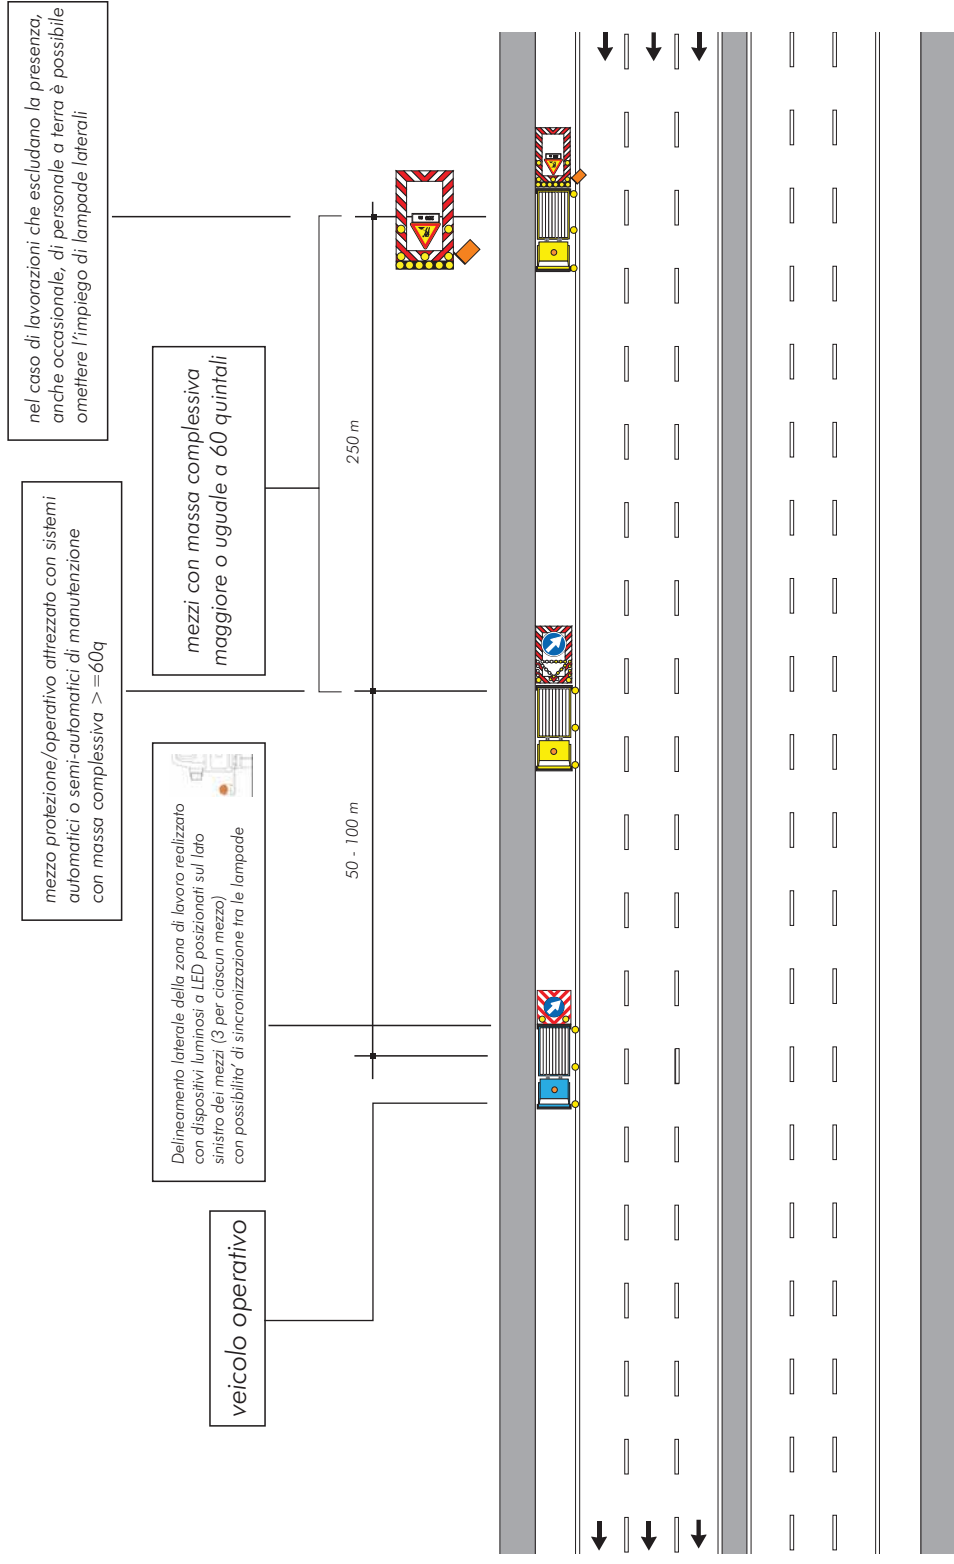 nel caso di lavorazioni che escludano la presenza,
anche occasionale, di personale a terra è possibile
omettere l'impiego di lampade laterali
mezzo protezione/operativo attrezzato con sistemi
automatici o semi-automatici di manutenzione
con massa complessiva >=60q
mezzi con massa complessiva
maggiore o uguale a 60 quintali
Delineamento laterale della zona di lavoro realizzato
con dispositivi luminosi a LED posizionati sul lato
sinistro dei mezzi (3 per ciascun mezzo)
con possibilita' di sincronizzazione tra le lampade
veicolo operativo
250 m
50 - 100 m